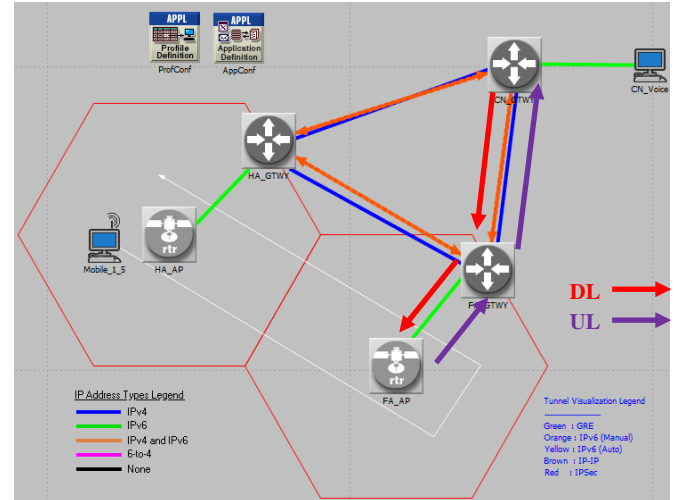 APPL
Profile
Definition
ProfConf
APPL
Application
Definition
AppConf
CN_GTWY
CN_Voice
HA_GTWY
Mobile_1_5
rtr
HA_AP
FA_GTWY
rtr
FA_AP
DL
UL
IP Address Types Legend
IPv4
IPv6
IPv4 and IPv6
6-to-4
None
Tunnel Visualization Legend
--------------------
Green : GRE
Orange : IPv6 (Manual)
Yellow : IPv6 (Auto)
Brown : IP-IP
Red : IPSec